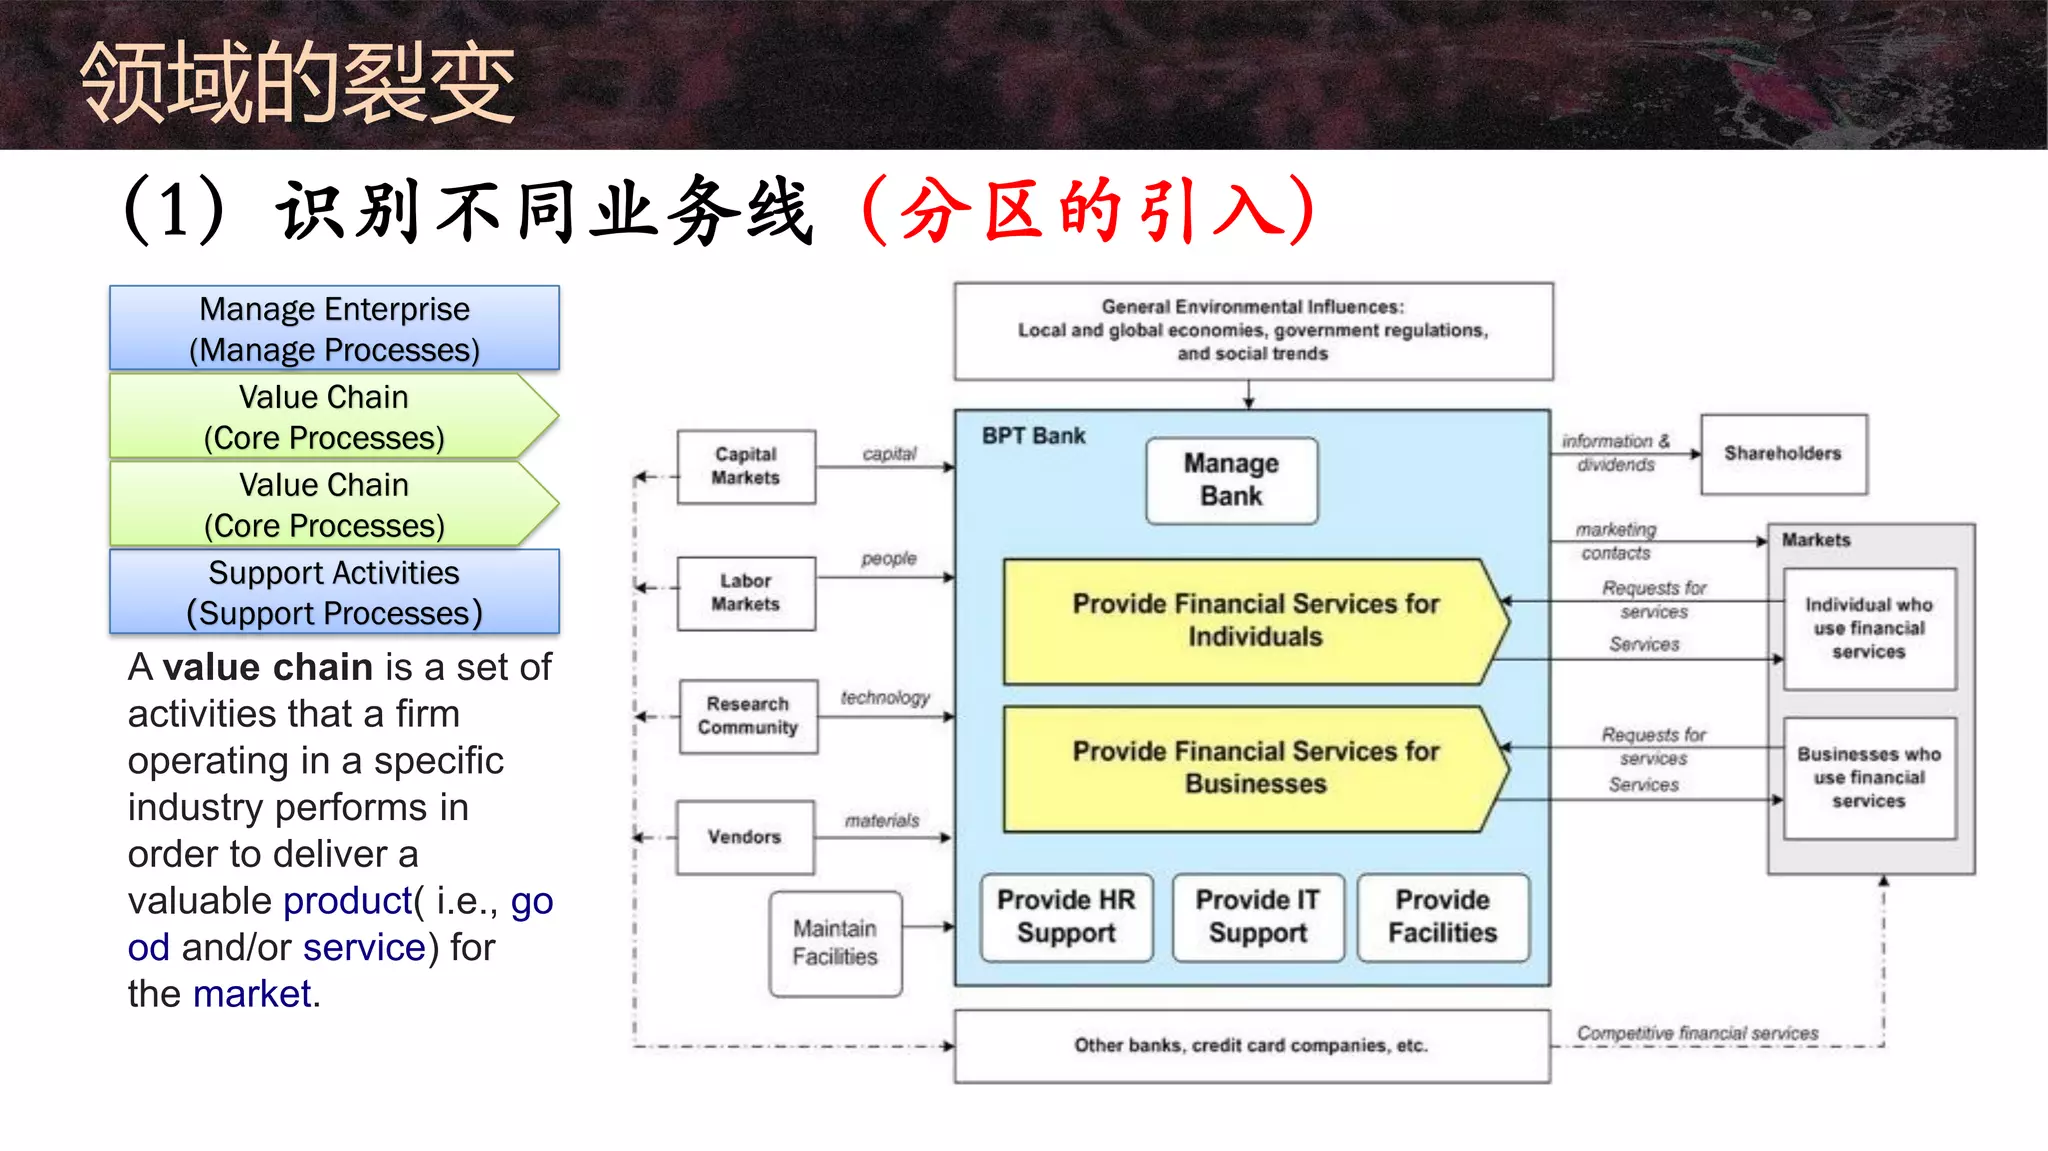 领域的裂变
(1) 识别不同业务线 (分区的引入)
Manage Enterprise
(Manage Processes)
Value Chain
(Core Processes)
Value Chain
(Core Processes)
Support Activities
(Support Processes)
A value chain is a set of
activities that a firm
operating in a specific
industry performs in
order to deliver a
valuable product( i.e., go
od and/or service) for
the market.
General Environmental Influences:
Local and global economies, government regulations,
and social trends
BPT Bank
Manage
Bank
Capital
Markets
capital
Labor
Markets
people
Research
Community
technology
Vendors
materials
Maintain
Facilities
Provide Financial Services for
Individuals
Provide Financial Services for
Businesses
Provide HR
Support
Provide IT
Support
Provide
Facilities
information &
dividends
Shareholders
marketing
contacts
Markets
Requests for
services
Services
Individual who
use financial
services
Requests for
services
Services
Businesses who
use financial
services
Other banks, credit card companies, etc.
Competitive financial services